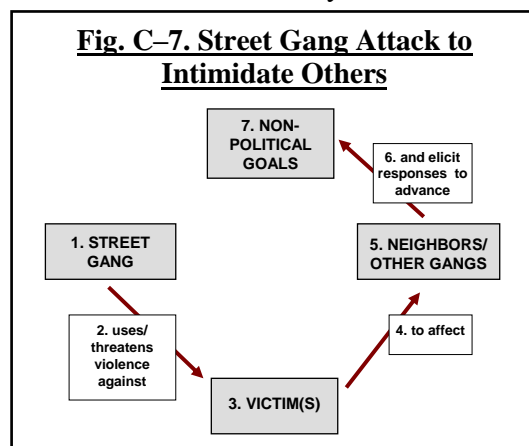 Fig. C–7. Street Gang Attack to
Intimidate Others
7. NON-
POLITICAL
GOALS
6. and elicit
responses to
advance
1. STREET
GANG
5. NEIGHBORS/
OTHER GANGS
2. uses/
threatens
violence
against
4. to affect
3. VICTIM(S)